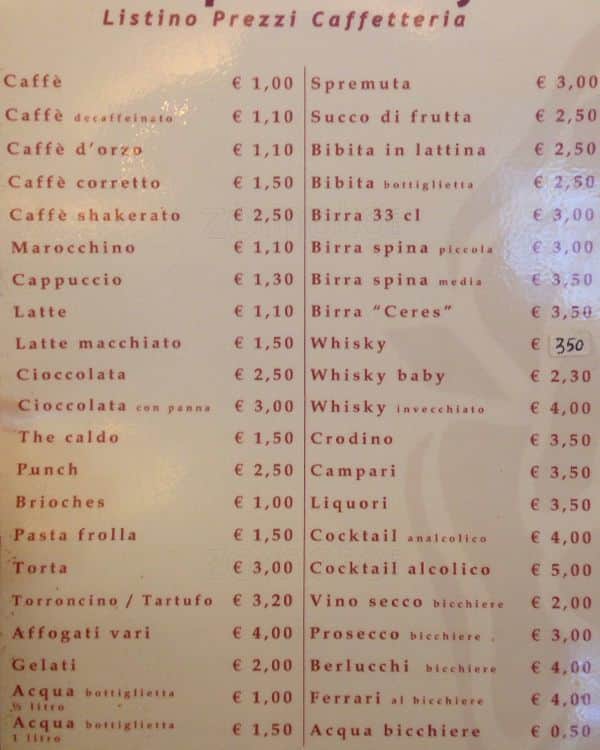 Listino Prezzi Caffetteria
Caffè € 1,00
Caffè decaffeinato € 1,10
Caffè d'orzo € 1,10
Caffè corretto € 1,50
Caffè shakerato € 2,50
Marocchino € 1,10
Cappuccio € 1,30
Latte € 1,10
Latte macchiato € 1,50
Cioccolata € 2,50
Cioccolata con panna € 3,00
The caldo € 1,50
Punch € 2,50
Brioches € 1,00
Pasta frolla € 1,50
Torta € 3,00
Torroncino / Tartufo € 3,20
Affogati vari € 4,00
Gelati € 2,00
Acqua bottiglietta € 1,00
½ litro
Acqua bottiglietta € 1,50
1 litro
Spremuta € 3,00
Succo di frutta € 2,50
Bibita in lattina € 2,50
Bibita bottiglietta € 2,50
Birra 33 cl € 3,00
Birra spina piccola € 3,00
Birra spina media € 3,50
Birra "Ceres" € 3,50
Whisky € 350
Whisky baby € 2,30
Whisky invecchiato € 4,00
Crodino € 3,50
Campari € 3,50
Liquori € 3,50
Cocktail analcolico € 4,00
Cocktail alcolico € 5,00
Vino secco bicchiere € 2,00
Prosecco bicchiere . € 3,00
Berlucchi bicchiere € 4,00
Ferrari al bicchiere € 4,00
Acqua bicchiere € 0,50